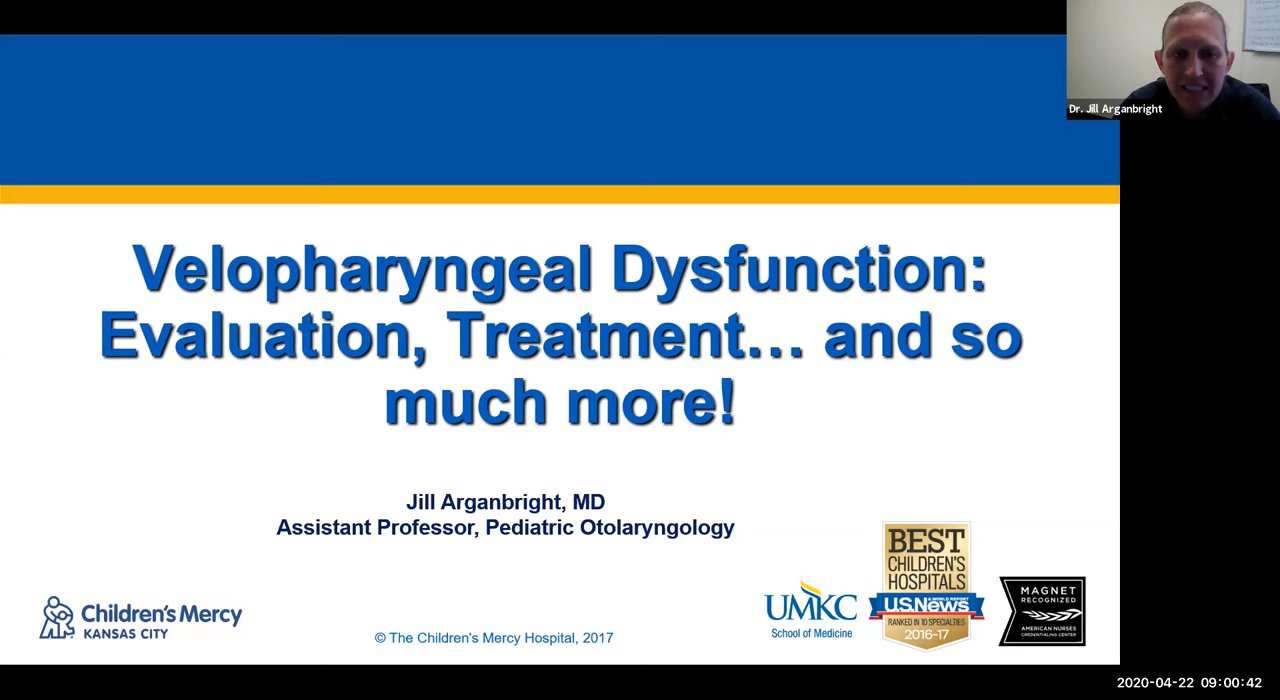 Dr. Jill Arganbright
Velopharyngeal Dysfunction:
Evaluation, Treatment... and so
much more!
Jill Arganbright, MD
Assistant Professor, Pediatric Otolaryngology
Children's Mercy
KANSAS CITY
© The Children's Mercy Hospital, 2017
UMKC
School of Medicine
BEST
CHILDREN'S
HOSPITALS
U.S.News
& WORLD REPORT
RANKED IN 10 SPECIALTIES
2016-17
MAGNET
RECOGNIZED
AMERICAN NURSES
CREDENTIALING CENTER
2020-04-22 09:00:42